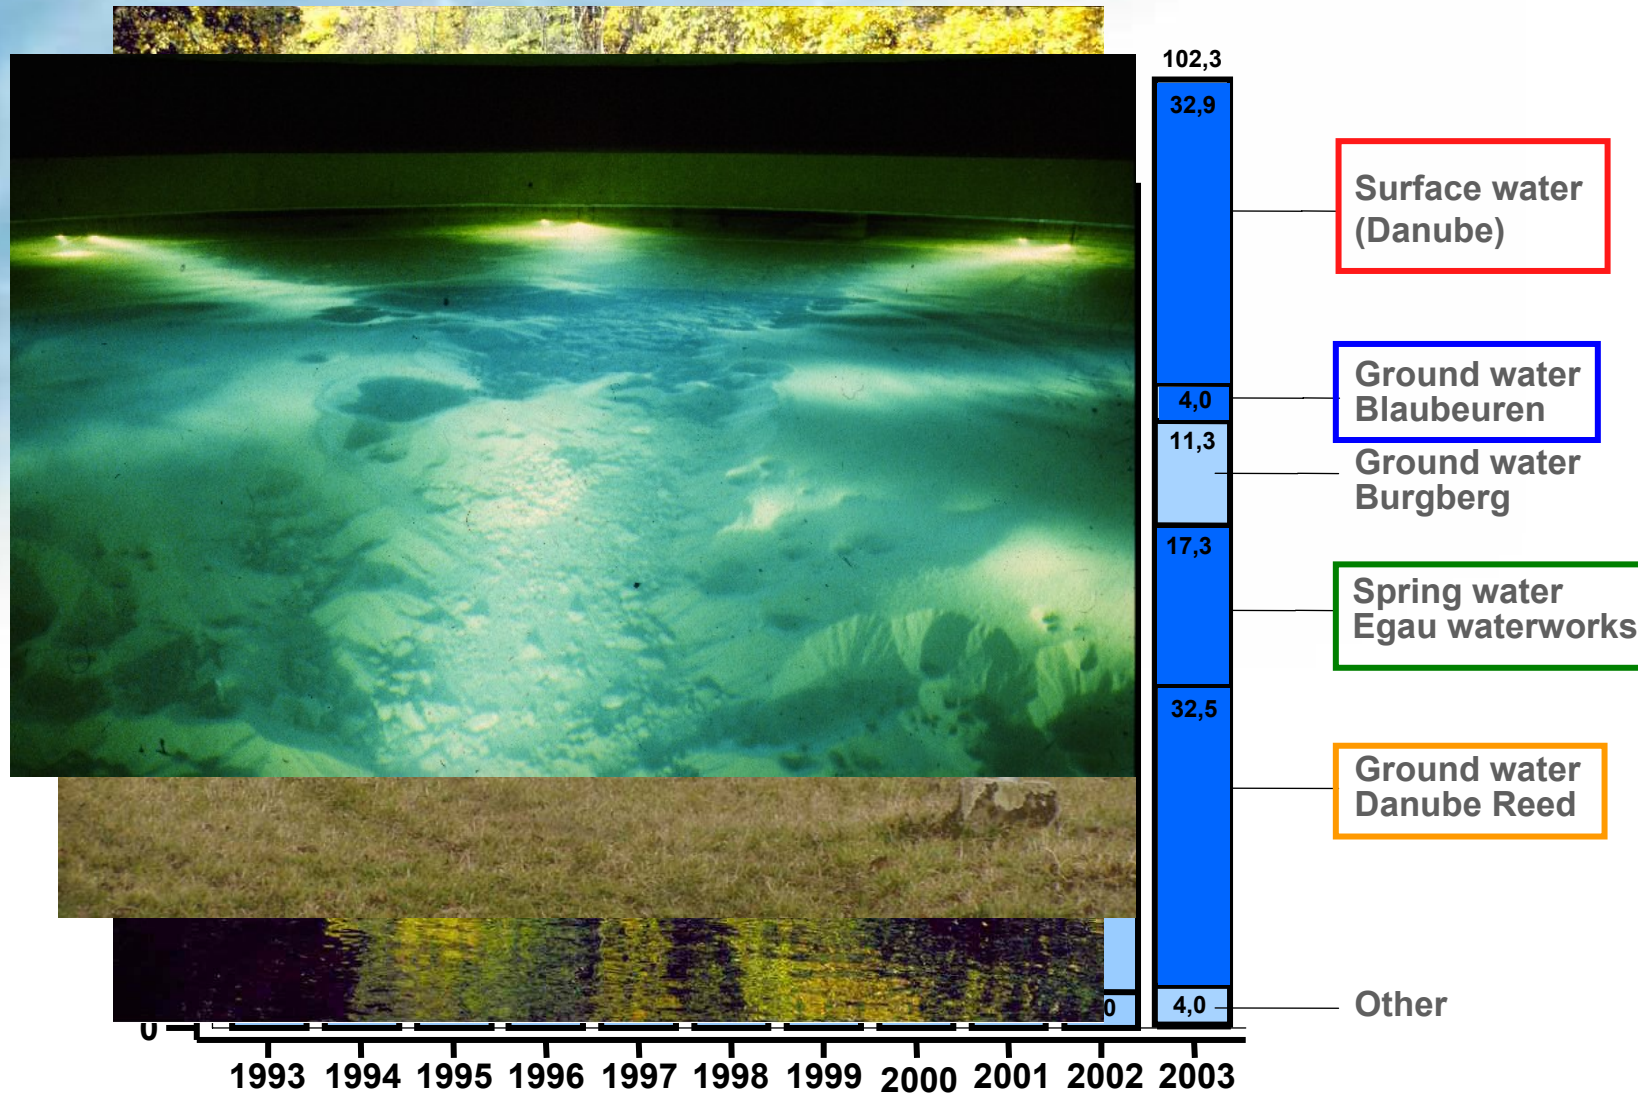 102,3
32,9
Surface water
(Danube)
4,0
Ground water
Blaubeuren
11,3
Ground water
Burgberg
17,3
Spring water
Egau waterworks
32,5
Ground water
Danube Reed
4,0
Other
0
0
1993 1994 1995 1996 1997 1998 1999 2000 2001 2002 2003